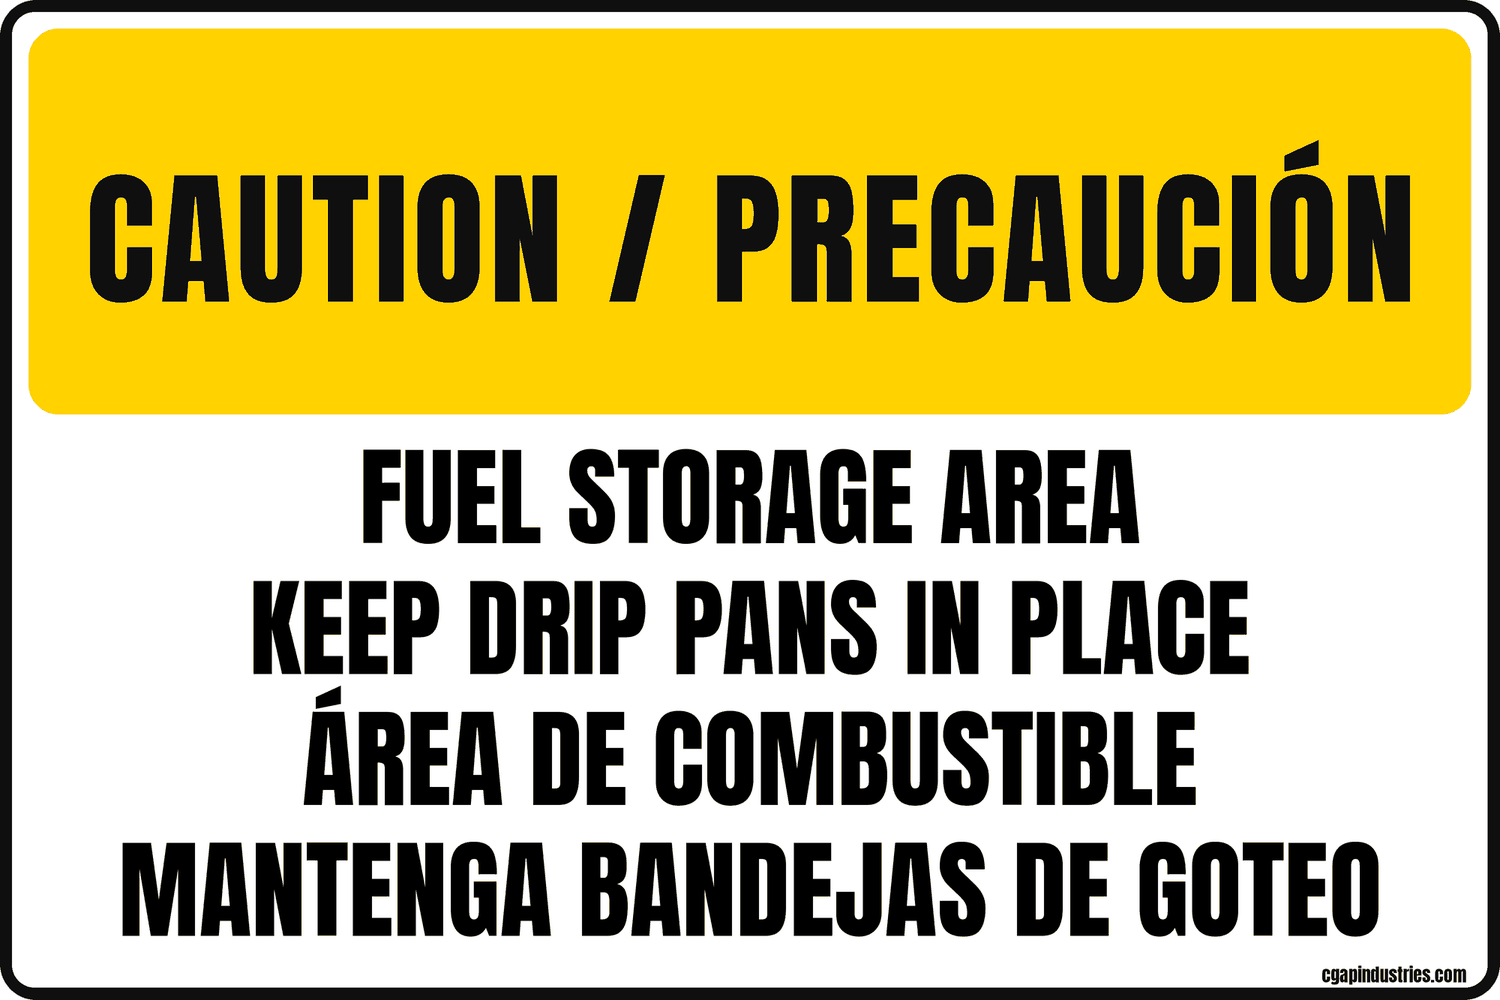 CAUTION / PRECAUCIÓN
FUEL STORAGE AREA
KEEP DRIP PANS IN PLACE
ÁREA DE COMBUSTIBLE
MANTENGA BANDEJAS DE GOTEO
cgapindustries.com